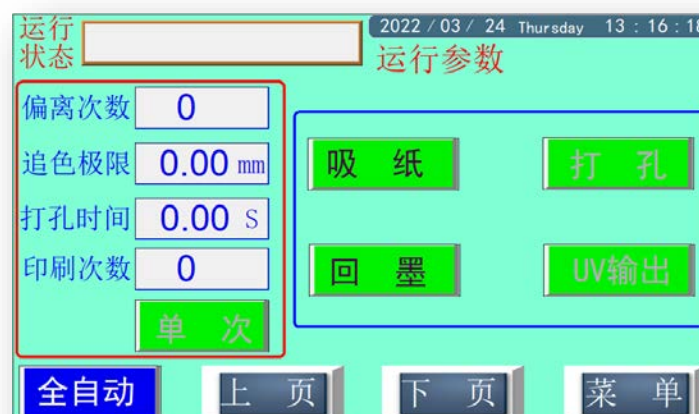 运行状态
2022 / 03 / 24 Thursday 13 : 16 : 18
运行参数
偏离次数 0
追色极限 0.00 mm
打孔时间 0.00 S
印刷次数 0
单 次
吸 纸
打 孔
回 墨
UV输出
全自动
上 页
下 页
菜 单